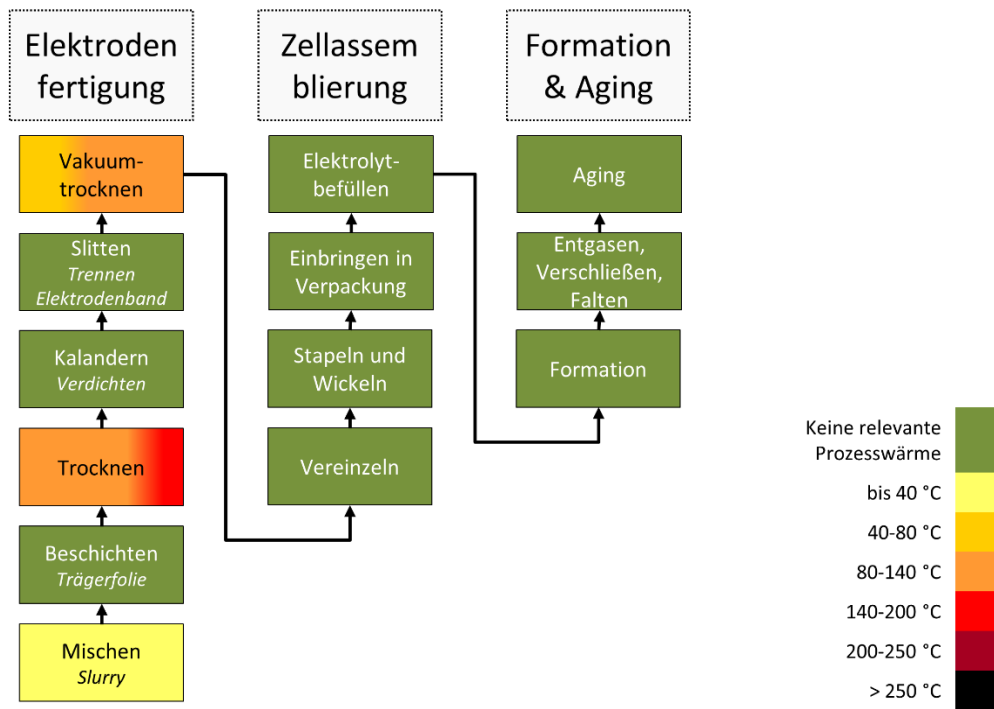 Elektroden
fertigung
Zellassem
blierung
Formation
& Aging
Vakuum-
trocknen
Slitten
Trennen
Elektrodenband
Kalandern
Verdichten
Trocknen
Beschichten
Trägerfolie
Mischen
Slurry
Elektrolyt-
befüllen
Einbringen in
Verpackung
Stapeln und
Wickeln
Vereinzeln
Aging
Entgasen,
Verschließen,
Falten
Formation
Keine relevante
Prozesswärme
bis 40 °C
40-80 °C
80-140 °C
140-200 °C
200-250 °C
> 250 °C